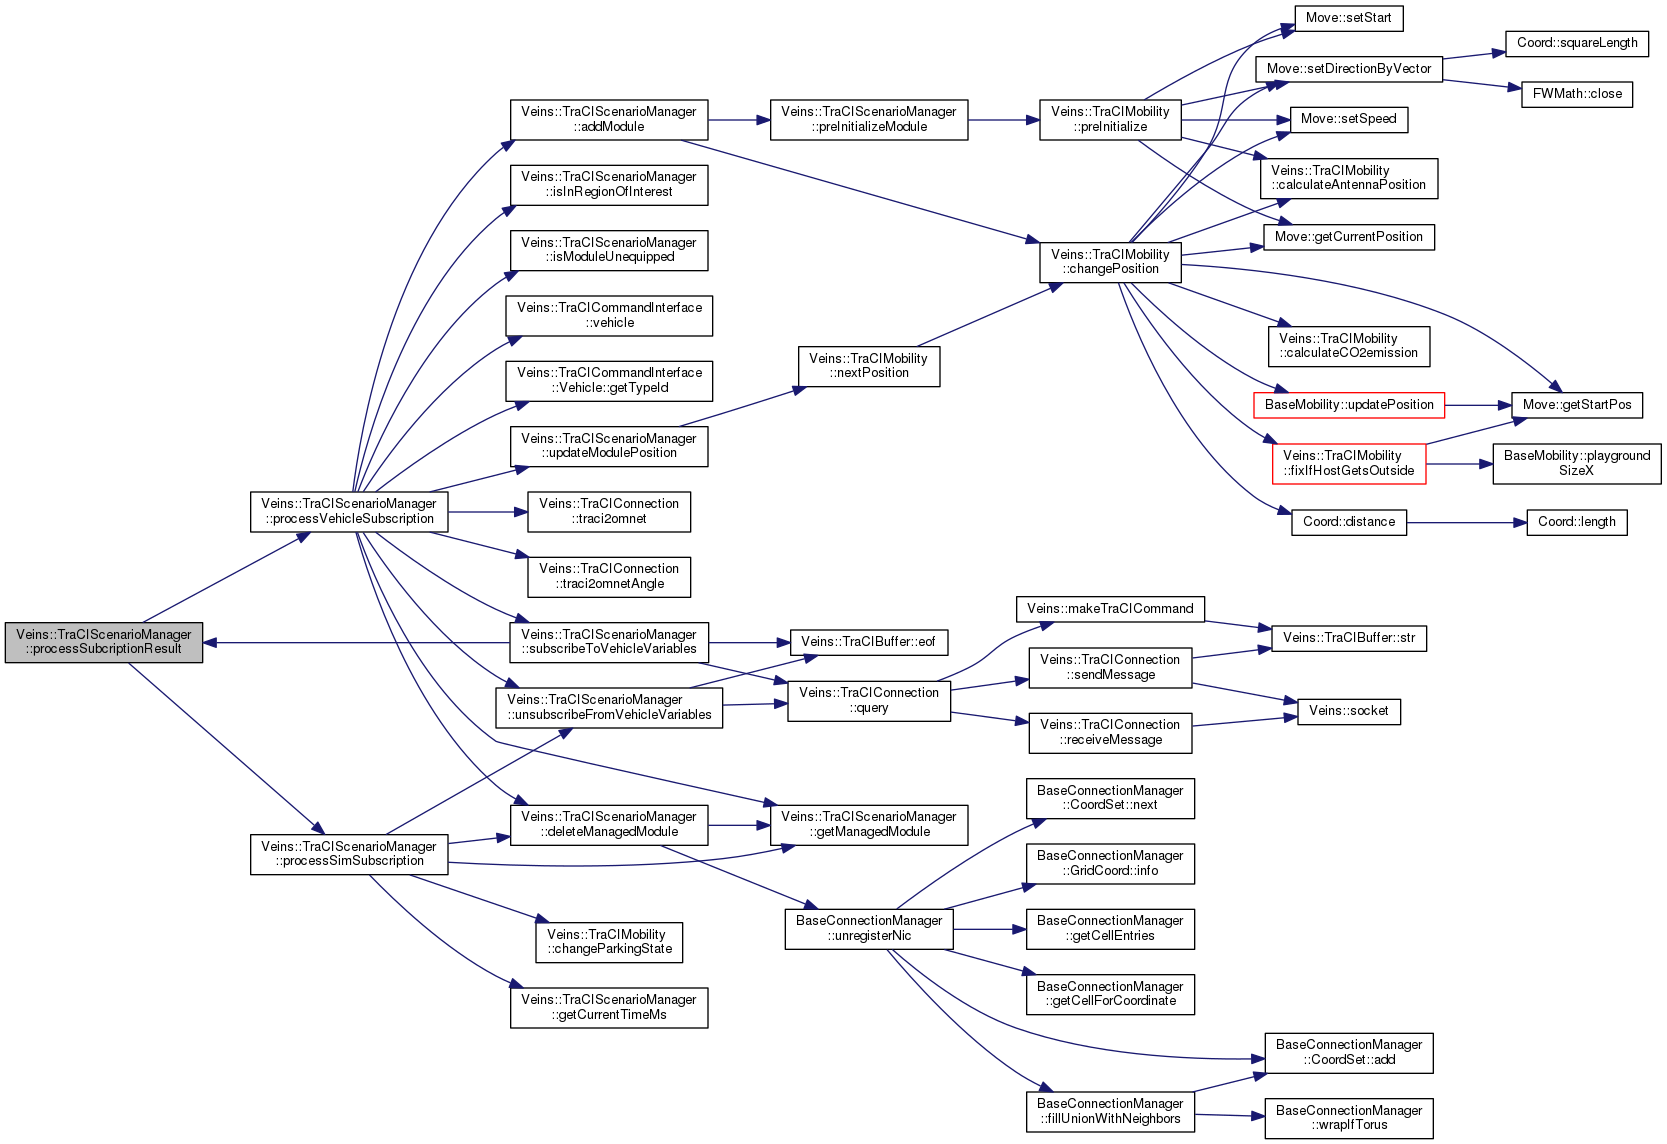 Veins::TraCIScenarioManager
::processSubcriptionResult
Veins::TraCIScenarioManager
::processVehicleSubscription
Veins::TraCIScenarioManager
::processSimSubscription
Veins::TraCIScenarioManager
::addModule
Veins::TraCIScenarioManager
::isInRegionOfInterest
Veins::TraCIScenarioManager
::isModuleUnequipped
Veins::TraCICommandInterface
::vehicle
Veins::TraCICommandInterface
::Vehicle::getTypeId
Veins::TraCIScenarioManager
::updateModulePosition
Veins::TraCIConnection
::traci2omnet
Veins::TraCIConnection
::traci2omnetAngle
Veins::TraCIScenarioManager
::subscribeToVehicleVariables
Veins::TraCIScenarioManager
::unsubscribeFromVehicleVariables
Veins::TraCIScenarioManager
::deleteManagedModule
Veins::TraCIMobility
::changeParkingState
Veins::TraCIScenarioManager
::getCurrentTimeMs
Veins::TraCIScenarioManager
::preInitializeModule
Veins::TraCIMobility
::nextPosition
Veins::TraCIBuffer::eof
Veins::TraCIConnection
::query
Veins::TraCIScenarioManager
::getManagedModule
BaseConnectionManager
::unregisterNic
Veins::TraCIMobility
::preInitialize
Veins::TraCIMobility
::changePosition
Veins::makeTraCICommand
Veins::TraCIConnection
::sendMessage
Veins::TraCIConnection
::receiveMessage
BaseConnectionManager
::CoordSet::next
BaseConnectionManager
::GridCoord::info
BaseConnectionManager
::getCellEntries
BaseConnectionManager
::getCellForCoordinate
BaseConnectionManager
::fillUnionWithNeighbors
Move::setStart
Move::setDirectionByVector
Move::setSpeed
Veins::TraCIMobility
::calculateAntennaPosition
Move::getCurrentPosition
Veins::TraCIMobility
::calculateCO2emission
BaseMobility::updatePosition
Veins::TraCIMobility
::fixIfHostGetsOutside
Coord::distance
Veins::TraCIBuffer::str
Veins::socket
BaseConnectionManager
::CoordSet::add
BaseConnectionManager
::wrapIfTorus
Coord::squareLength
FWMath::close
Move::getStartPos
BaseMobility::playground
SizeX
Coord::length